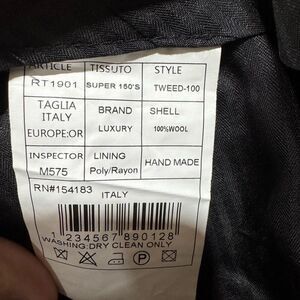 ARTICLE TISSUTO STYLE
RT1901 SUPER 150'S TWEED-100
TAGLIA ITALY EUROPE:OR BRAND LUXURY SHELL 100%WOOL
INSPECTOR M575 LINING Poly/Rayon HAND MADE
RN#154183 ITALY
1 234567 890128
WASHING:DRY CLEAN ONLY
P